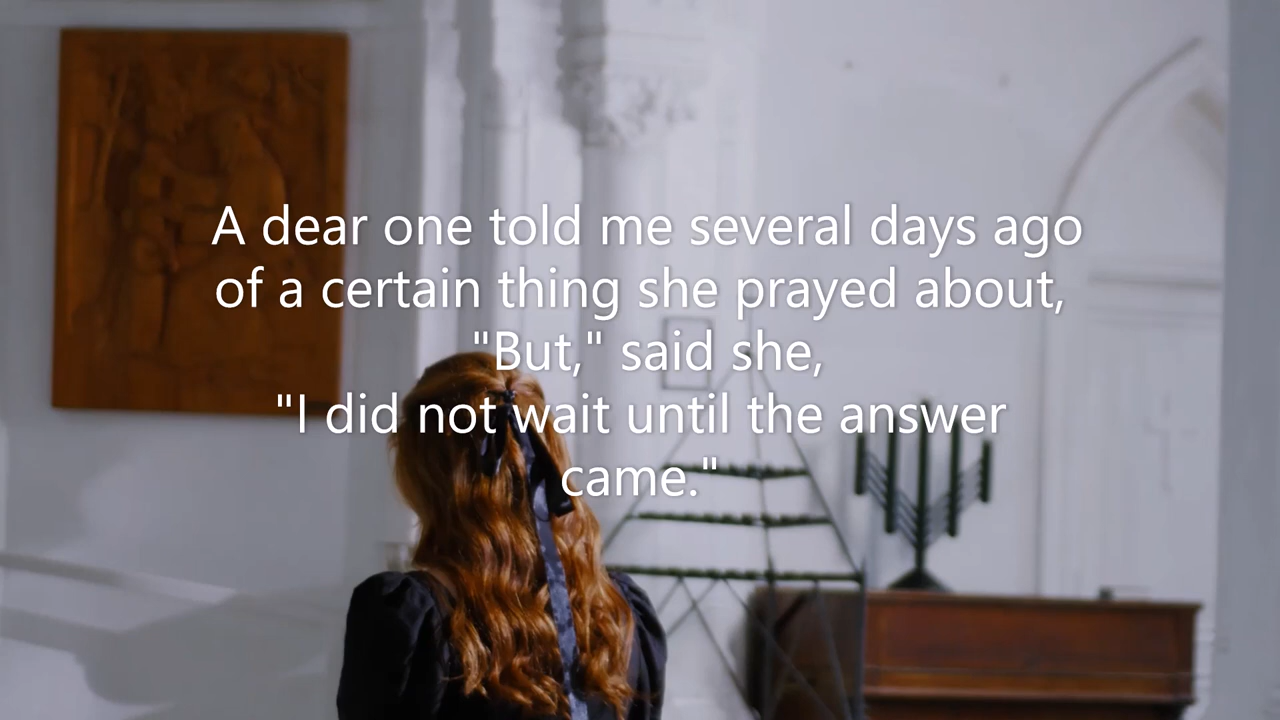 A dear one told me several days ago
of a certain thing she prayed about,
"But," said she,
"I did not wait until the answer
came."